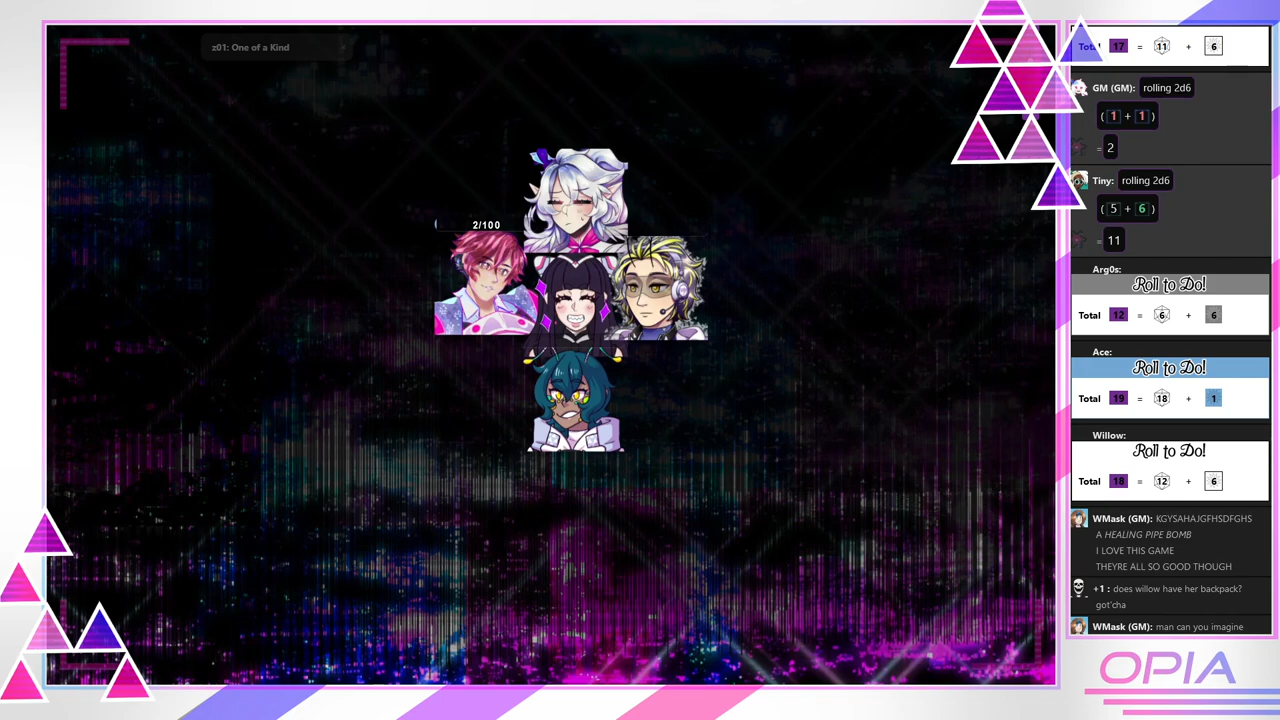 z01: One of a Kind
2/100
Total 17 = 11 + 6
GM (GM): rolling 2d6
( 1 + 1 )
= 2
Tiny: rolling 2d6
( 5 + 6 )
= 11
Arg0s:
Roll to Do!
Total 12 = 6 + 6
Ace:
Roll to Do!
Total 19 = 18 + 1
Willow:
Roll to Do!
Total 18 = 12 + 6
WMask (GM): KGYSAHAJGFHSDFGHS
A HEALING PIPE BOMB
I LOVE THIS GAME
THEYRE ALL SO GOOD THOUGH
+1 : does willow have her backpack?
got'cha
WMask (GM): man can you imagine
OPIA